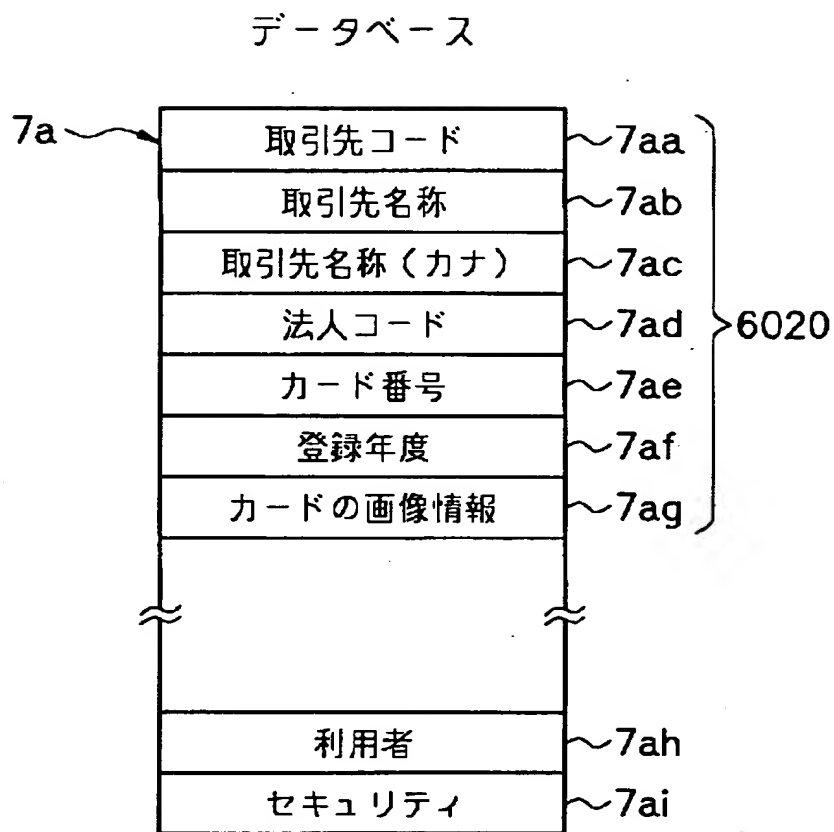 データベース
7a 取引先コード 7aa
取引先名称 7ab
取引先名称(カナ) 7ac
法人コード 7ad
6020
カード番号 7ae
登録年度 7af
カードの画像情報 7ag
利用者 7ah
セキュリティ 7ai